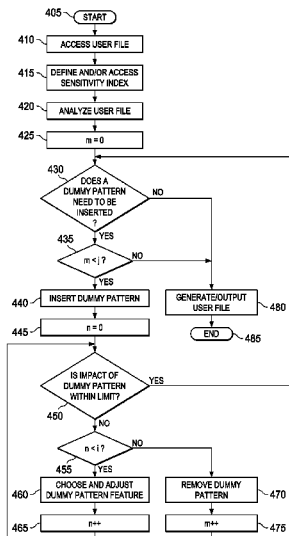 405
START
410
ACCESS USER FILE
415
DEFINE AND/OR ACCESS
SENSITIVITY INDEX
420
ANALYZE USER FILE
425
m = 0
430
DOES A
DUMMY PATTERN
NEED TO BE
INSERTED
?
NO
YES
435
m < j ?
NO
YES
440
INSERT DUMMY PATTERN
GENERATE/OUTPUT
USER FILE
480
445
n = 0
END
485
IS IMPACT OF
DUMMY PATTERN
WITHIN LIMIT?
YES
450
NO
n < i ?
NO
455
YES
460
CHOOSE AND ADJUST
DUMMY PATTERN FEATURE
REMOVE DUMMY
PATTERN
470
465
n++
m++
475